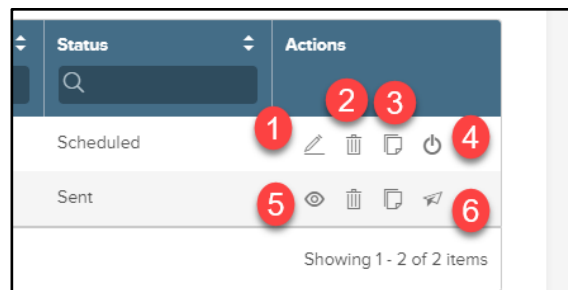 Status Actions
2 3
1 4
Scheduled
Sent
5 6
Showing 1 - 2 of 2 items